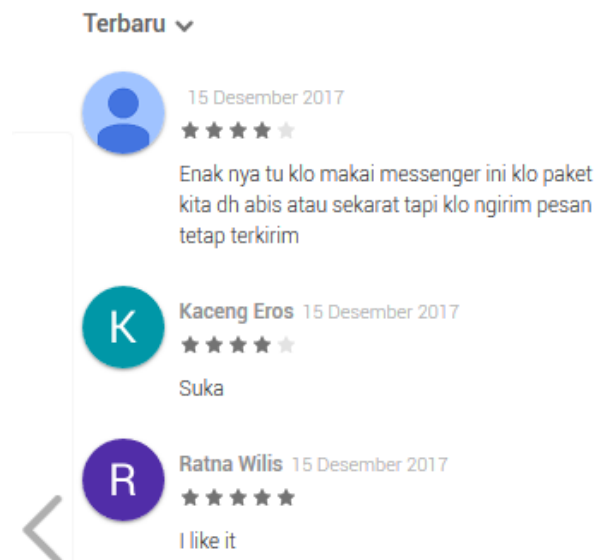 Terbaru
15 Desember 2017
Enak nya tu klo makai messenger ini klo paket
kita dh abis atau sekarat tapi klo ngirim pesan
tetap terkirim
K
Kaceng Eros 15 Desember 2017
Suka
R
Ratna Wilis 15 Desember 2017
I like it